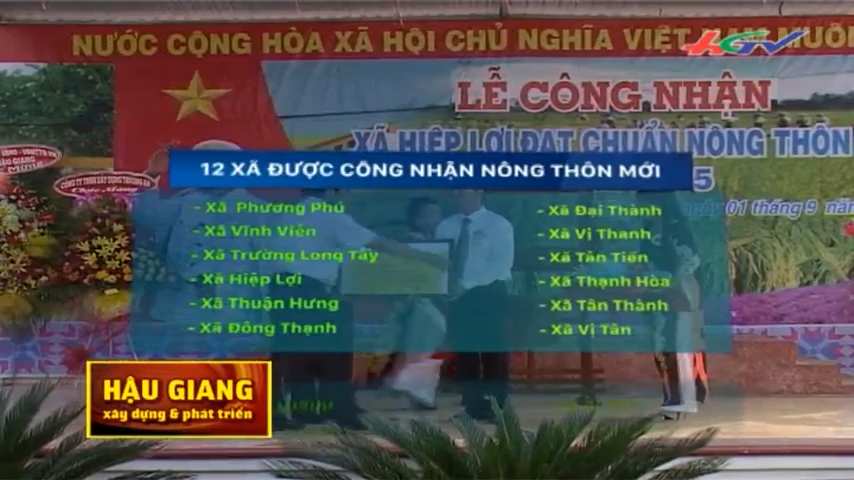 NƯỚC CỘNG HÒA XÃ HỘI CHỦ NGHĨA VIỆT NAM MUÔN
HGTV
LỄ CÔNG NHẬN
XÃ HIỆP LỢI ĐẠT CHUẨN NÔNG THÔN
5
ngày 01 tháng 9
12 XÃ ĐƯỢC CÔNG NHẬN NÔNG THÔN MỚI
- Xã Phương Phú
- Xã Vĩnh Viễn
- Xã Trường Long Tây
- Xã Hiệp Lợi
- Xã Thuận Hưng
- Xã Đông Thạnh
- Xã Đại Thành
- Xã Vị Thanh
- Xã Tân Tiến
- Xã Thạnh Hòa
- Xã Tân Thành
- Xã Vị Tân
HẬU GIANG
xây dựng & phát triển